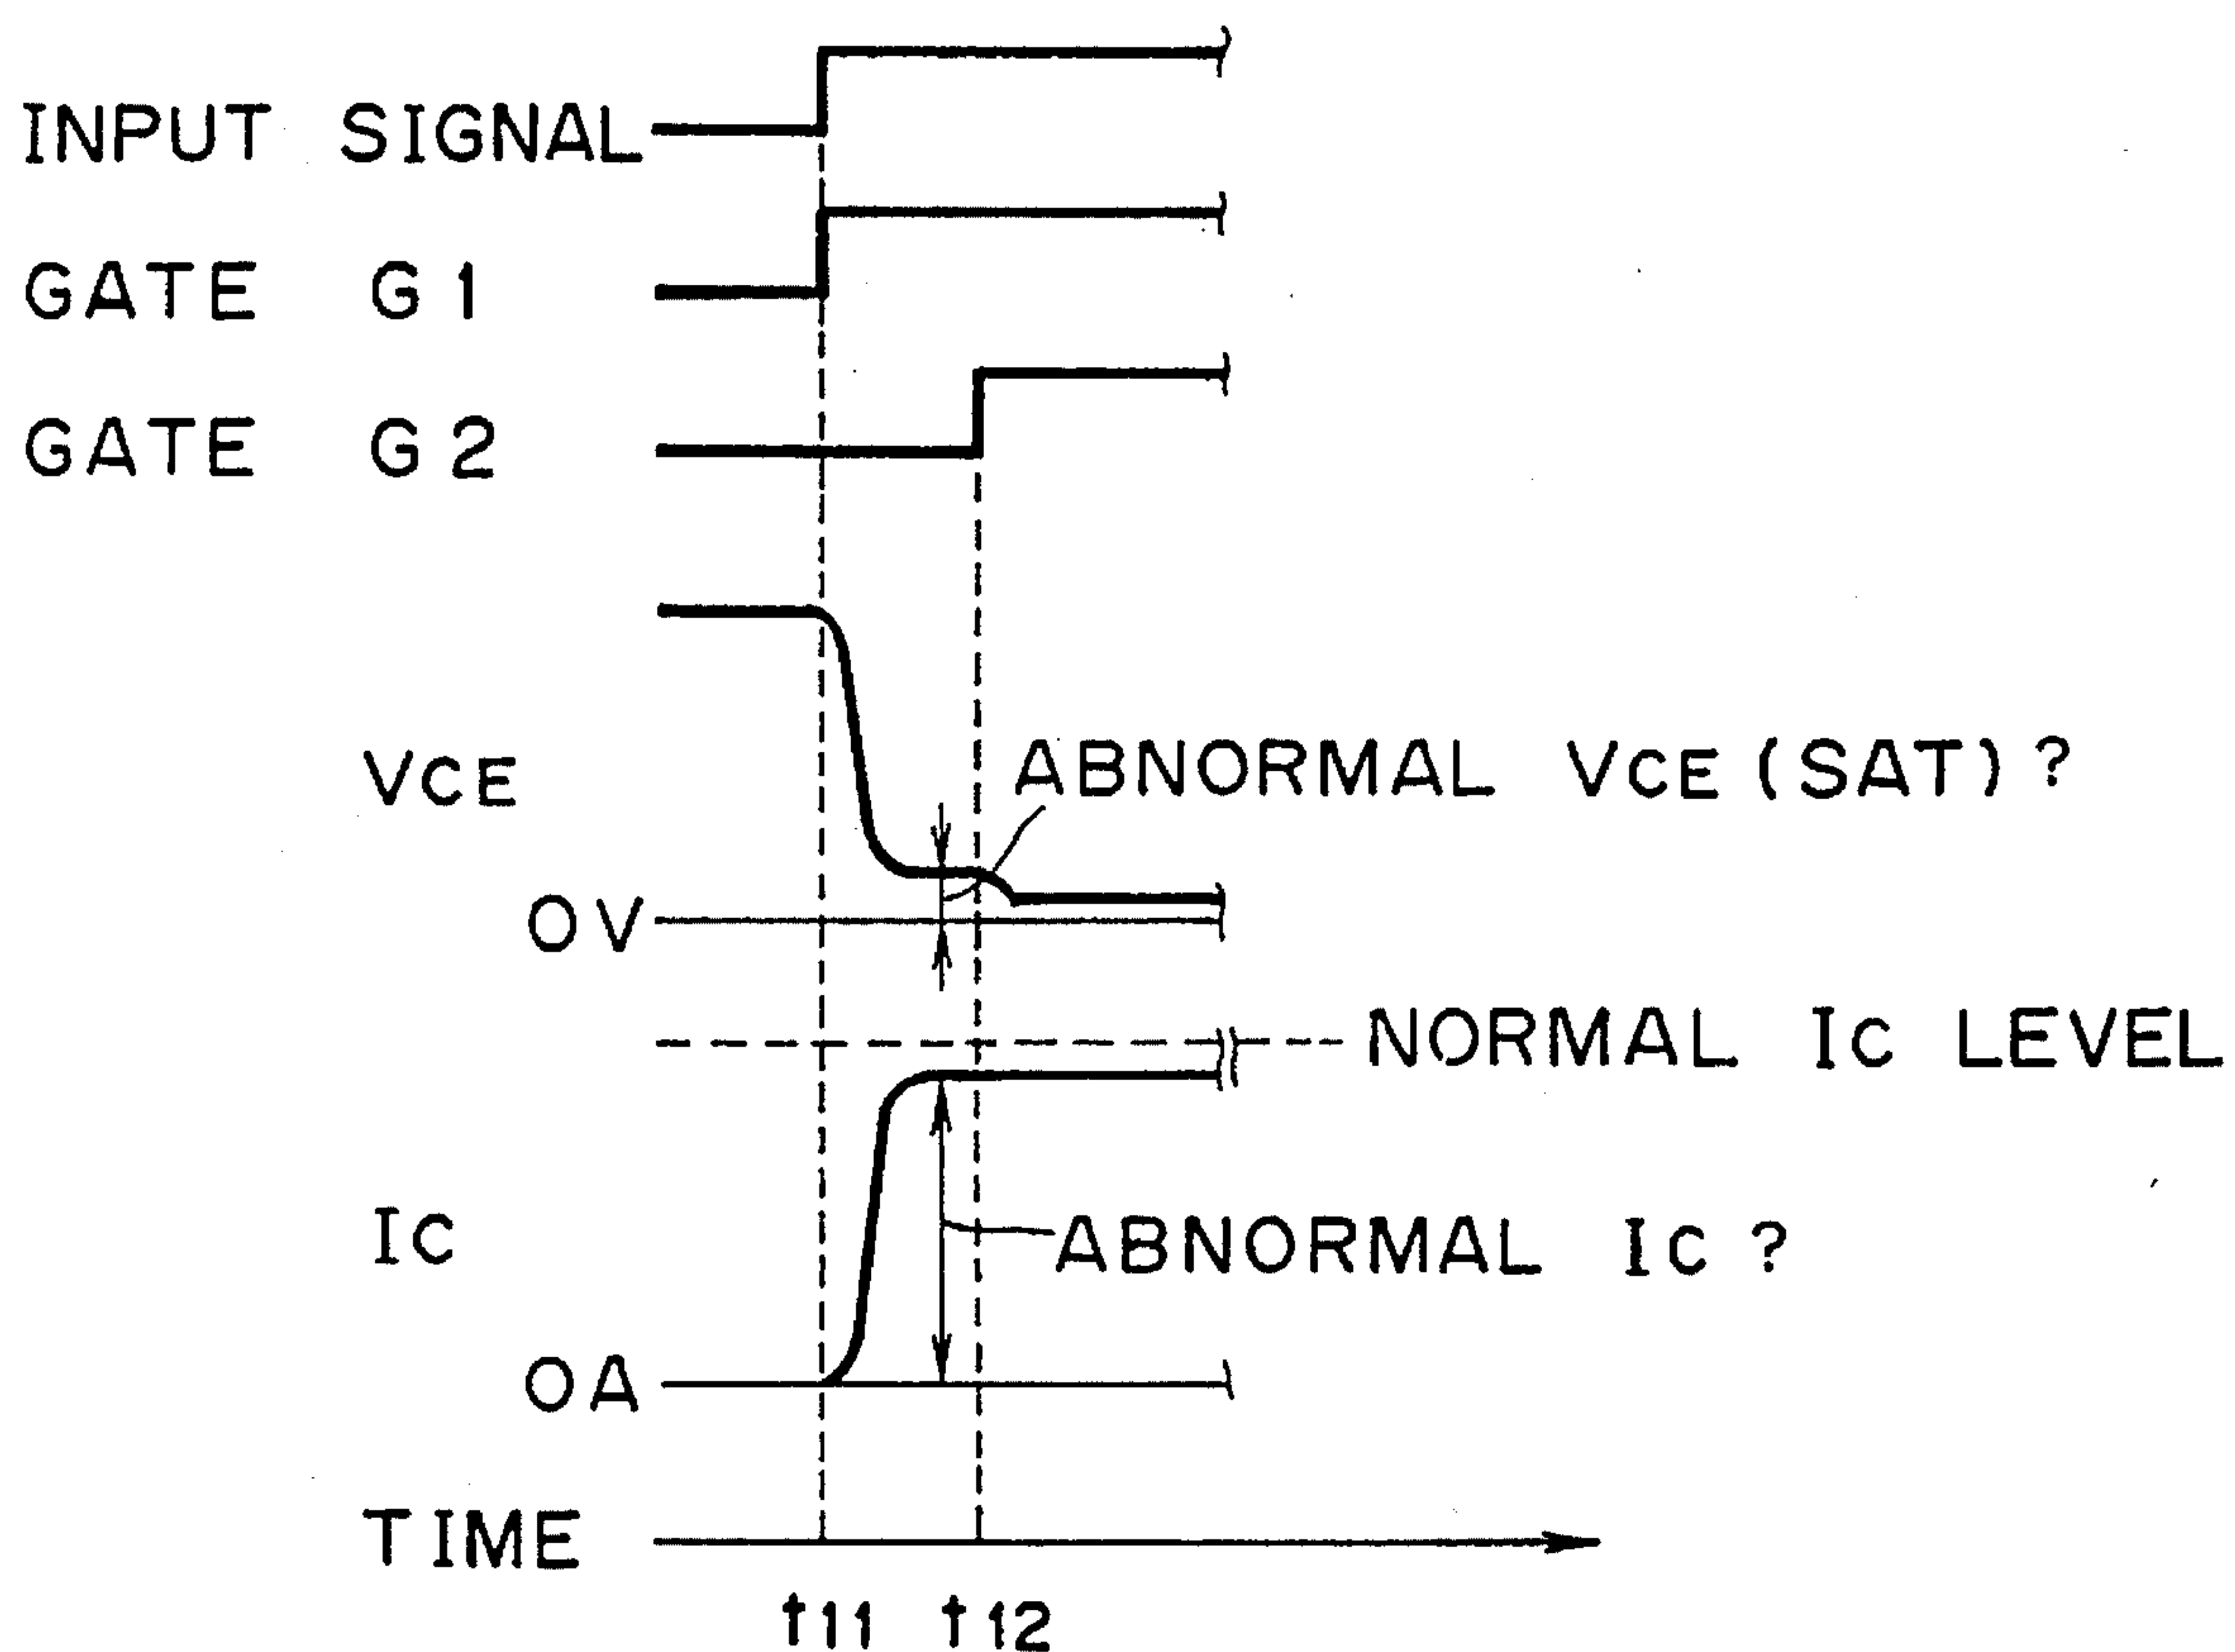 INPUT SIGNAL
GATE G1
GATE G2
VCE
ABNORMAL VCE (SAT) ?
0V
NORMAL IC LEVEL
IC
ABNORMAL IC ?
0A
TIME
t11 t12